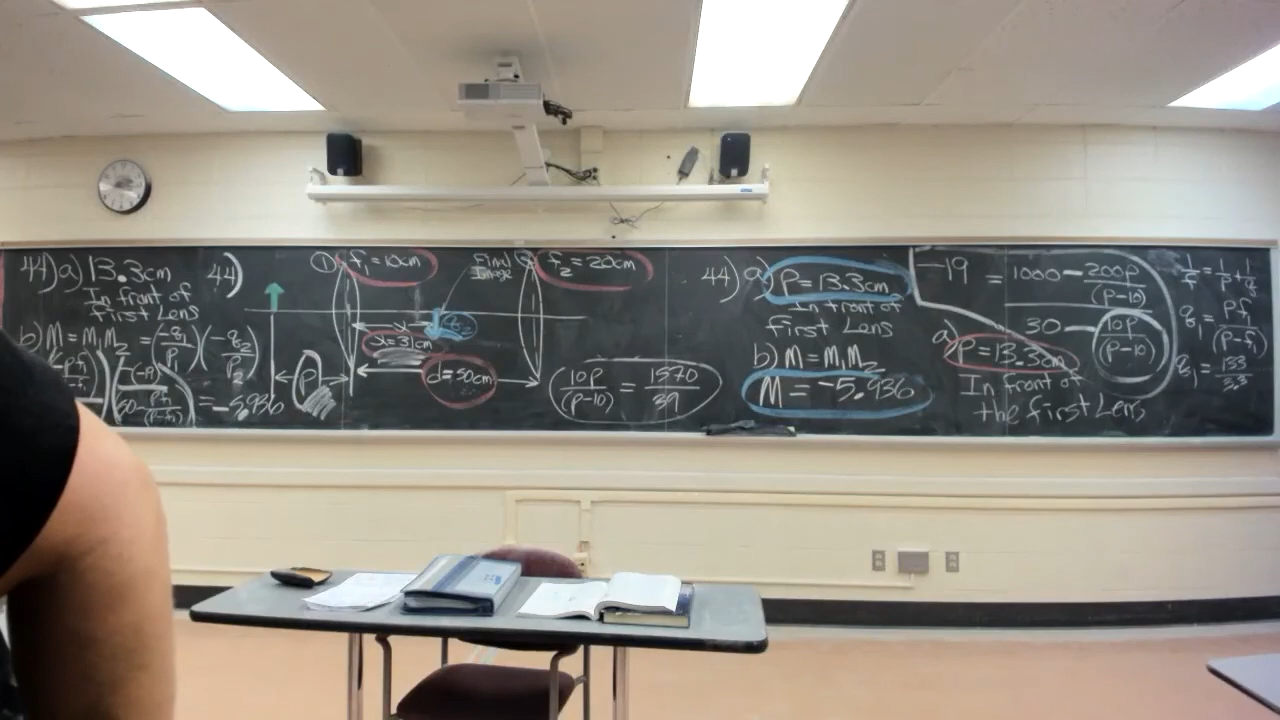 44) a) 13.3cm
In front of
first Lens
b) M = M₁M₂ = (-q₁/P)(-q₂/P₂)
= -5.936
44)
① f₁ = 10cm
Final
Image
f₂ = 20cm
x
q₂
x = 31cm
P
d = 50cm
10P/(P-10) = 1570/39
44) a) P = 13.3cm
In front of
first Lens
b) M = M₁M₂
M = -5.936
-19 = 1000 - 200P/(P-10)
30 - 10P/(P-10)
a) P = 13.3cm
In front of
the first Lens
1/f = 1/P + 1/q
q₁ = Pf₁/(P-f₁)
q₁ = 133/3.3